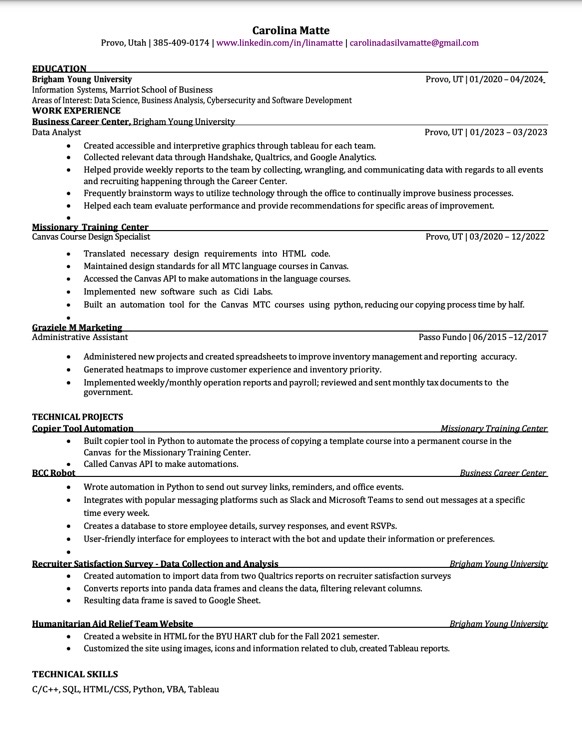 Carolina Matte
Provo, Utah | 385-409-0174 | www.linkedin.com/in/linamatte | carolinadasilvamatte@gmail.com
EDUCATION
Brigham Young University Provo, UT | 01/2020 – 04/2024
Information Systems, Marriot School of Business
Areas of Interest: Data Science, Business Analysis, Cybersecurity and Software Development
WORK EXPERIENCE
Business Career Center, Brigham Young University
Data Analyst Provo, UT | 01/2023 – 03/2023
• Created accessible and interpretive graphics through tableau for each team.
• Collected relevant data through Handshake, Qualtrics, and Google Analytics.
• Helped provide weekly reports to the team by collecting, wrangling, and communicating data with regards to all events
and recruiting happening through the Career Center.
• Frequently brainstorm ways to utilize technology through the office to continually improve business processes.
• Helped each team evaluate performance and provide recommendations for specific areas of improvement.
•
Missionary Training Center
Canvas Course Design Specialist Provo, UT | 03/2020 – 12/2022
• Translated necessary design requirements into HTML code.
• Maintained design standards for all MTC language courses in Canvas.
• Accessed the Canvas API to make automations in the language courses.
• Implemented new software such as Cidi Labs.
• Built an automation tool for the Canvas MTC courses using python, reducing our copying process time by half.
•
Graziele M Marketing
Administrative Assistant Passo Fundo | 06/2015 –12/2017
• Administered new projects and created spreadsheets to improve inventory management and reporting accuracy.
• Generated heatmaps to improve customer experience and inventory priority.
• Implemented weekly/monthly operation reports and payroll; reviewed and sent monthly tax documents to the
government.
TECHNICAL PROJECTS
Copier Tool Automation Missionary Training Center
• Built copier tool in Python to automate the process of copying a template course into a permanent course in the
Canvas for the Missionary Training Center.
• Called Canvas API to make automations.
BCC Robot Business Career Center
• Wrote automation in Python to send out survey links, reminders, and office events.
• Integrates with popular messaging platforms such as Slack and Microsoft Teams to send out messages at a specific
time every week.
• Creates a database to store employee details, survey responses, and event RSVPs.
• User-friendly interface for employees to interact with the bot and update their information or preferences.
•
Recruiter Satisfaction Survey - Data Collection and Analysis Brigham Young University
• Created automation to import data from two Qualtrics reports on recruiter satisfaction surveys
• Converts reports into panda data frames and cleans the data, filtering relevant columns.
• Resulting data frame is saved to Google Sheet.
Humanitarian Aid Relief Team Website Brigham Young University
• Created a website in HTML for the BYU HART club for the Fall 2021 semester.
• Customized the site using images, icons and information related to club, created Tableau reports.
TECHNICAL SKILLS
C/C++, SQL, HTML/CSS, Python, VBA, Tableau